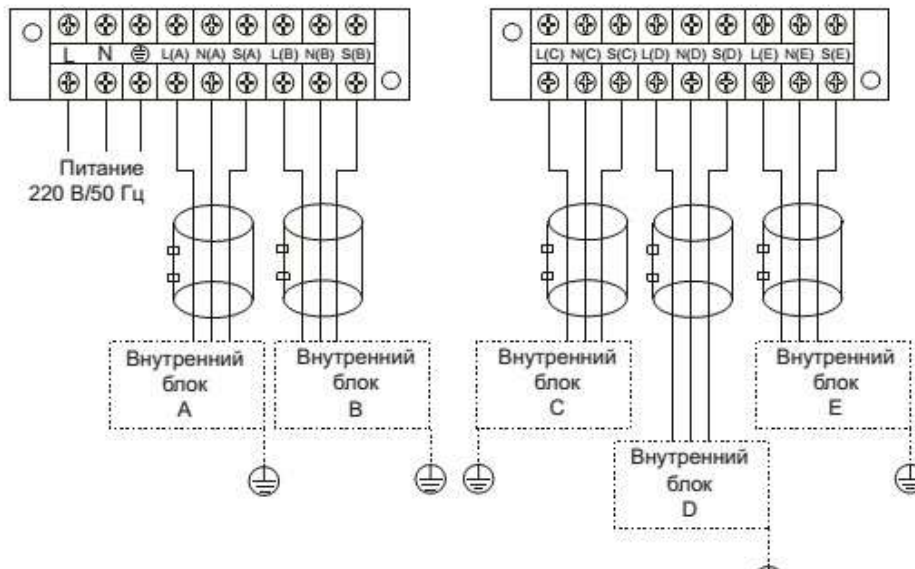 L N L(A) N(A) S(A) L(B) N(B) S(B)
L(C) N(C) S(C) L(D) N(D) S(D) L(E) N(E) S(E)
Питание
220 В/50 Гц
Внутренний
блок
A
Внутренний
блок
B
Внутренний
блок
C
Внутренний
блок
D
Внутренний
блок
E